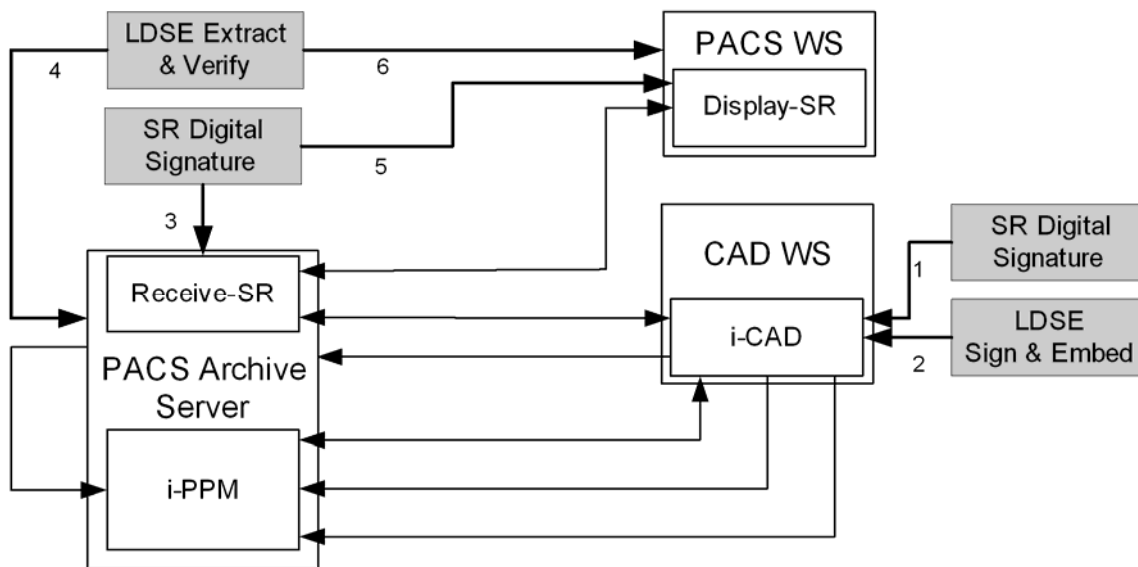 LDSE Extract
& Verify
4
6
PACS WS
Display-SR
SR Digital
Signature
5
3
Receive-SR
PACS Archive
Server
i-PPM
CAD WS
i-CAD
SR Digital
Signature
1
LDSE
Sign & Embed
2